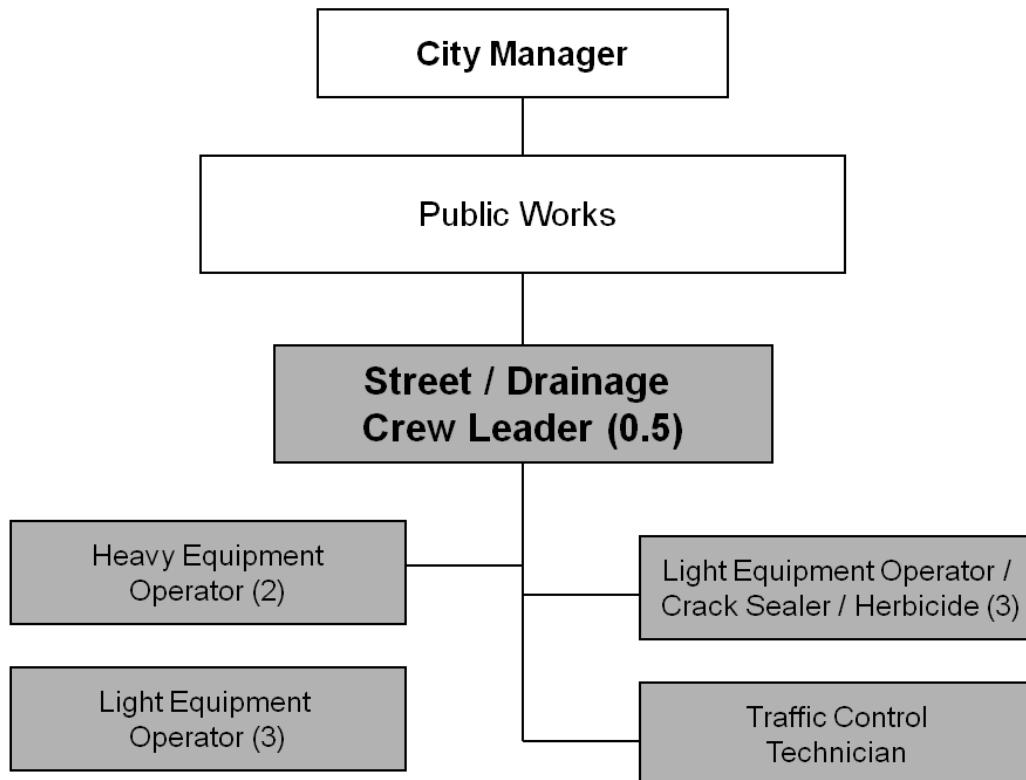 City Manager
Public Works
Street / Drainage
Crew Leader (0.5)
Heavy Equipment
Operator (2)
Light Equipment Operator /
Crack Sealer / Herbicide (3)
Light Equipment
Operator (3)
Traffic Control
Technician